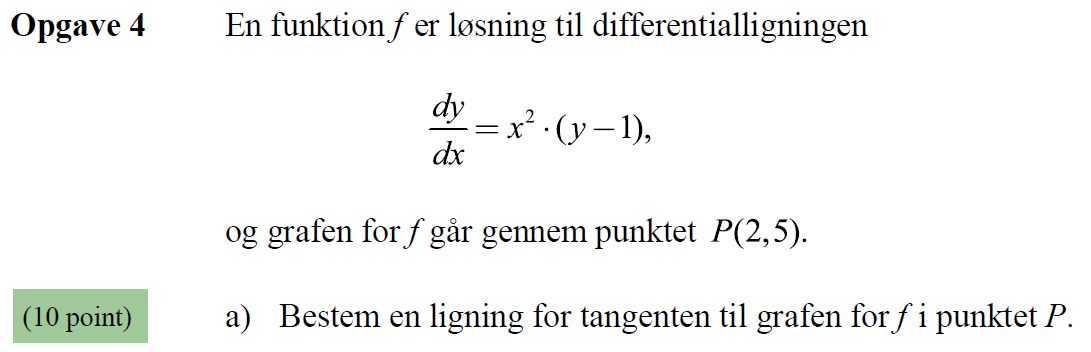 Opgave 4 En funktion f er løsning til differentialligningen
dy/dx = x² · (y − 1),
og grafen for f går gennem punktet P(2,5).
(10 point) a) Bestem en ligning for tangenten til grafen for f i punktet P.